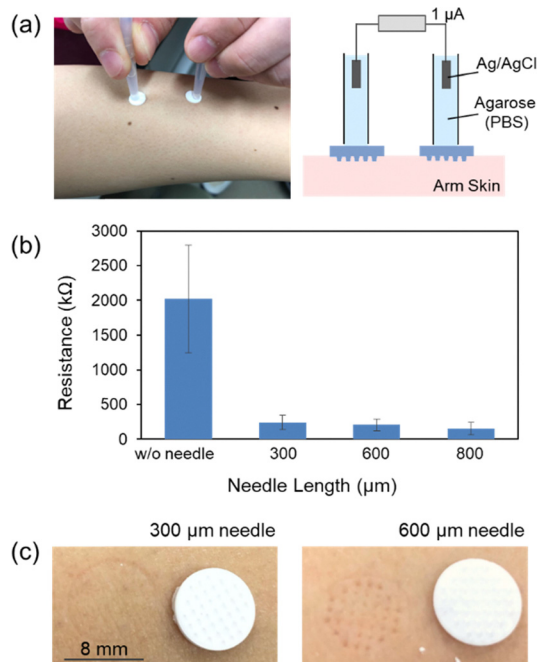 (a)
1 μA
Ag/AgCl
Agarose
(PBS)
Arm Skin
(b)
Resistance (kΩ)
3000
2500
2000
1500
1000
500
0
w/o needle 300 600 800
Needle Length (μm)
(c)
300 μm needle
600 μm needle
8 mm